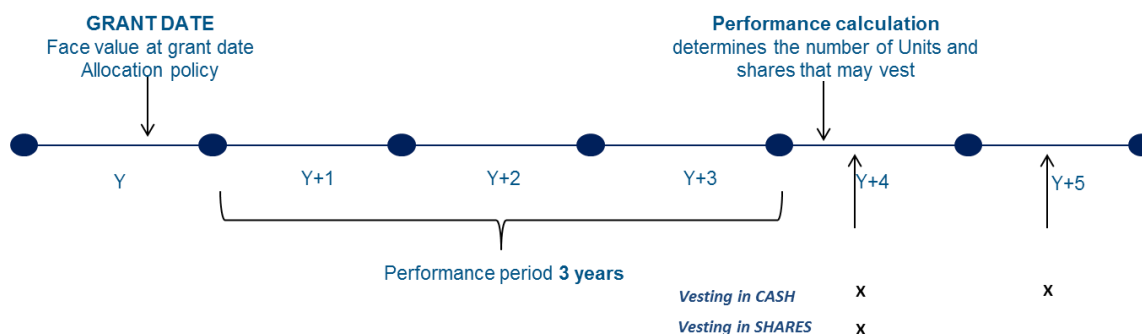 GRANT DATE
Face value at grant date
Allocation policy
Performance calculation
determines the number of Units and
shares that may vest
Y
Y+1
Y+2
Y+3
Y+4
Y+5
Performance period 3 years
Vesting in CASH X X
Vesting in SHARES X